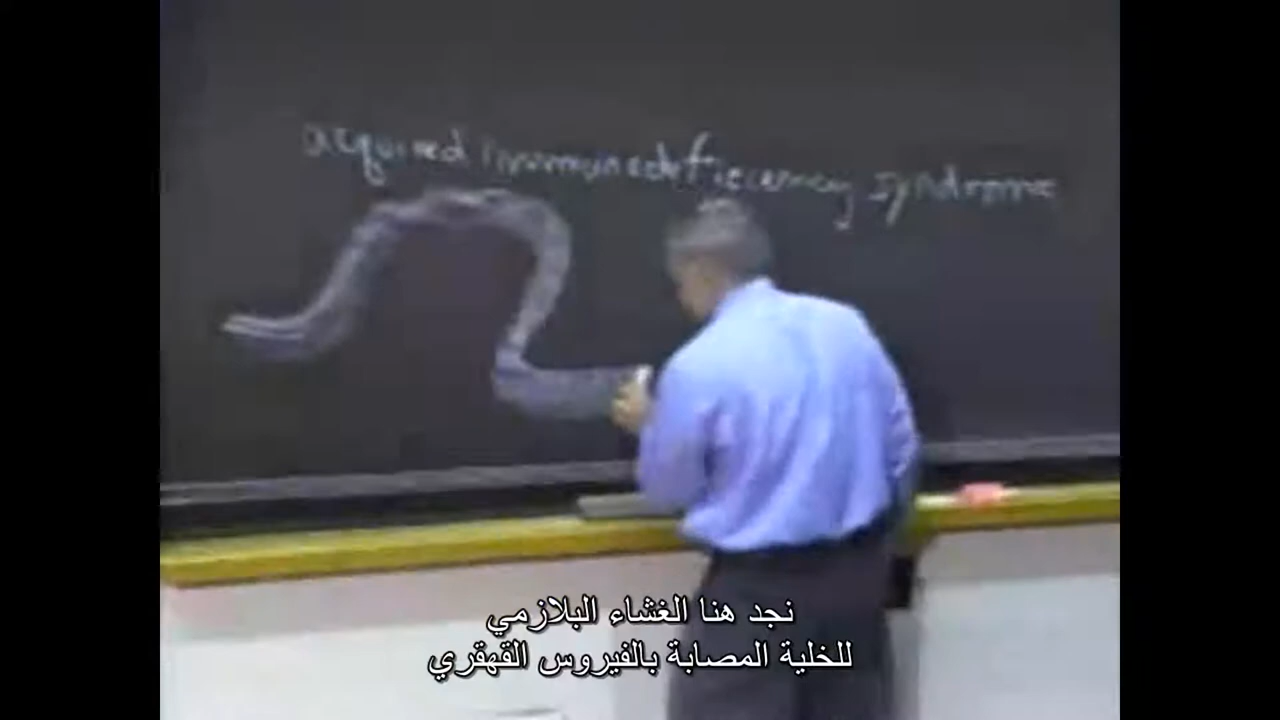 acquired immunodeficiency syndrome
نجد هنا الغشاء البلازمي
للخلية المصابة بالفيروس القهقري